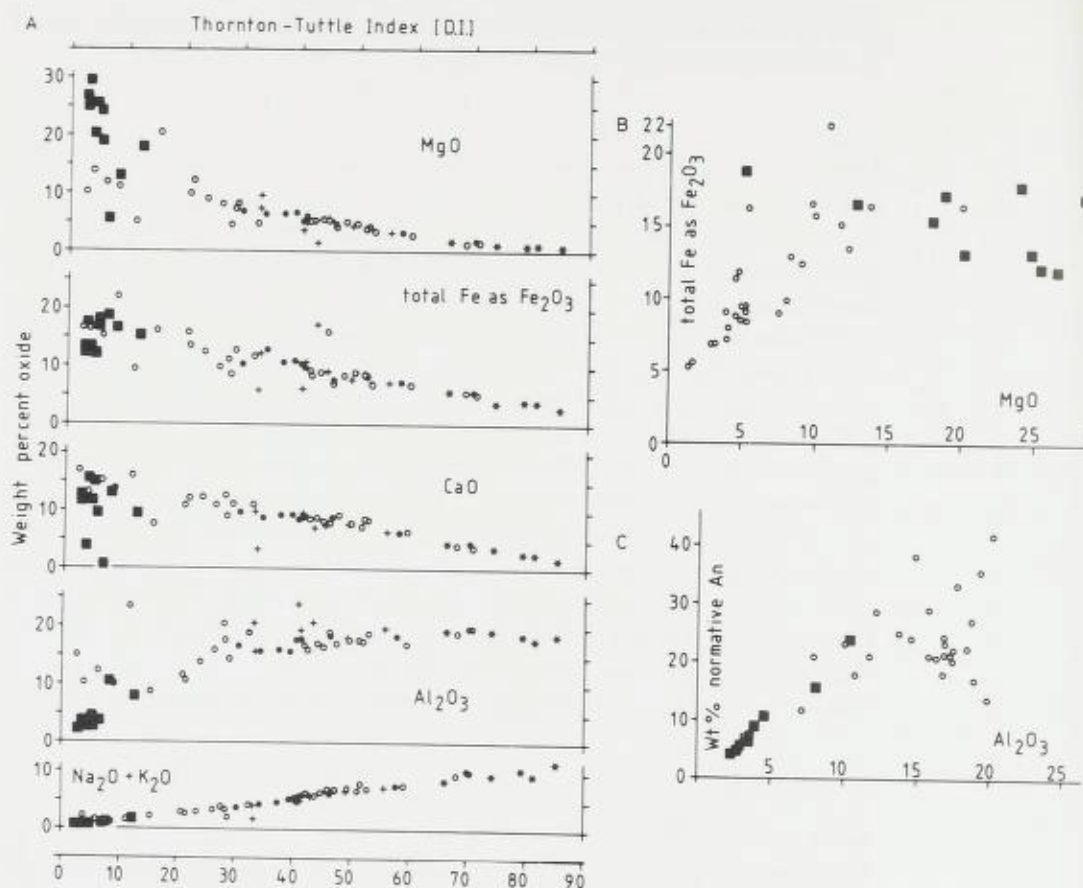 A
Thornton-Tuttle Index [D.I.]
30
20
10
0
MgO
20
10
0
total Fe as Fe₂O₃
20
10
0
CaO
20
10
0
Al₂O₃
10
0
Na₂O + K₂O
Weight percent oxide
0 10 20 30 40 50 60 70 80 90
B
22
20
15
10
5
0
total Fe as Fe₂O₃
MgO
0 5 10 15 20 25
C
40
30
20
10
0
Wt% normative An
Al₂O₃
5 10 15 20 25